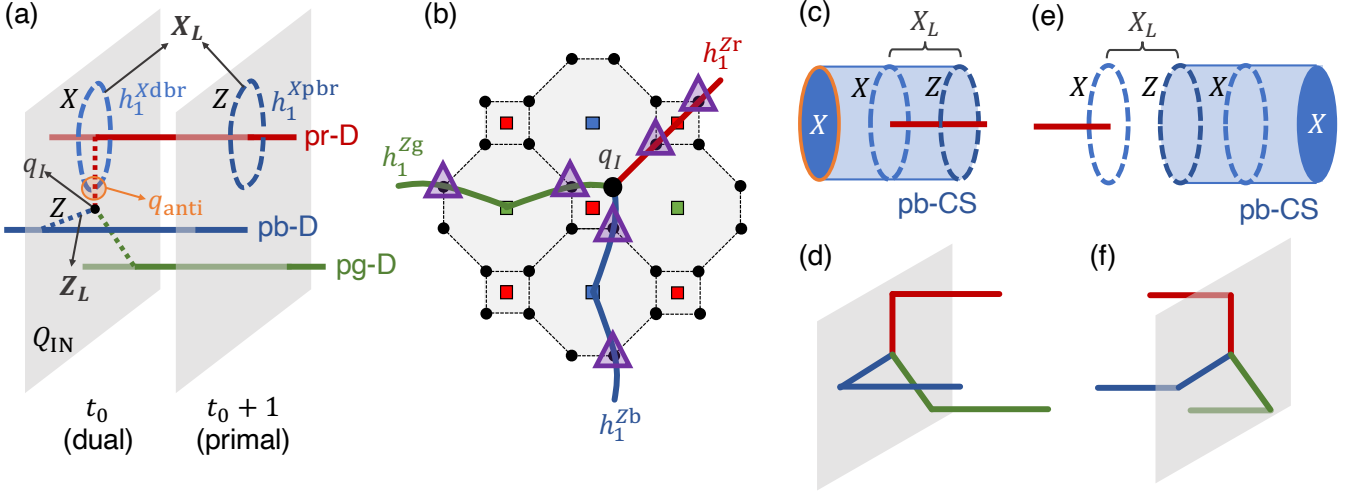 (a)
X_L
X
h_1^{Xdbr}
Z
h_1^{Xpbr}
pr-D
q_I
q_anti
Z
pb-D
Z_L
pg-D
Q_IN
t_0
(dual)
t_0 + 1
(primal)
(b)
h_1^{Zr}
h_1^{Zg}
q_I
h_1^{Zb}
(c)
X_L
X
X
Z
pb-CS
(d)
(e)
X_L
X
Z
X
X
pb-CS
(f)